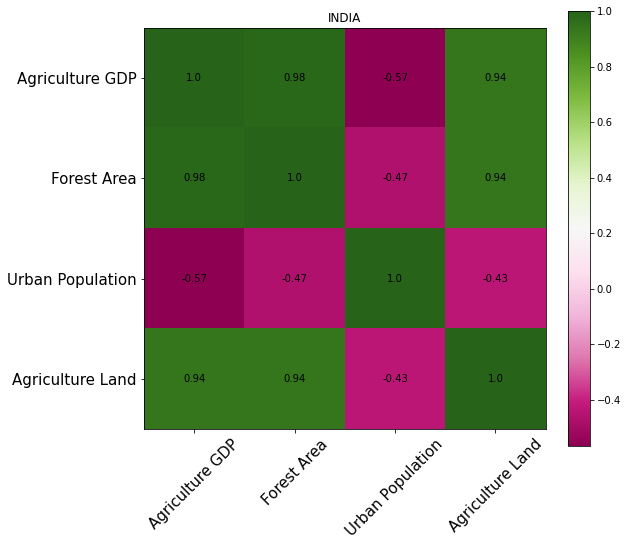 INDIA
Agriculture GDP
1.0 0.98 -0.57 0.94
Forest Area
0.98 1.0 -0.47 0.94
Urban Population
-0.57 -0.47 1.0 -0.43
Agriculture Land
0.94 0.94 -0.43 1.0
Agriculture GDP
Forest Area
Urban Population
Agriculture Land
1.0
0.8
0.6
0.4
0.2
0.0
−0.2
−0.4